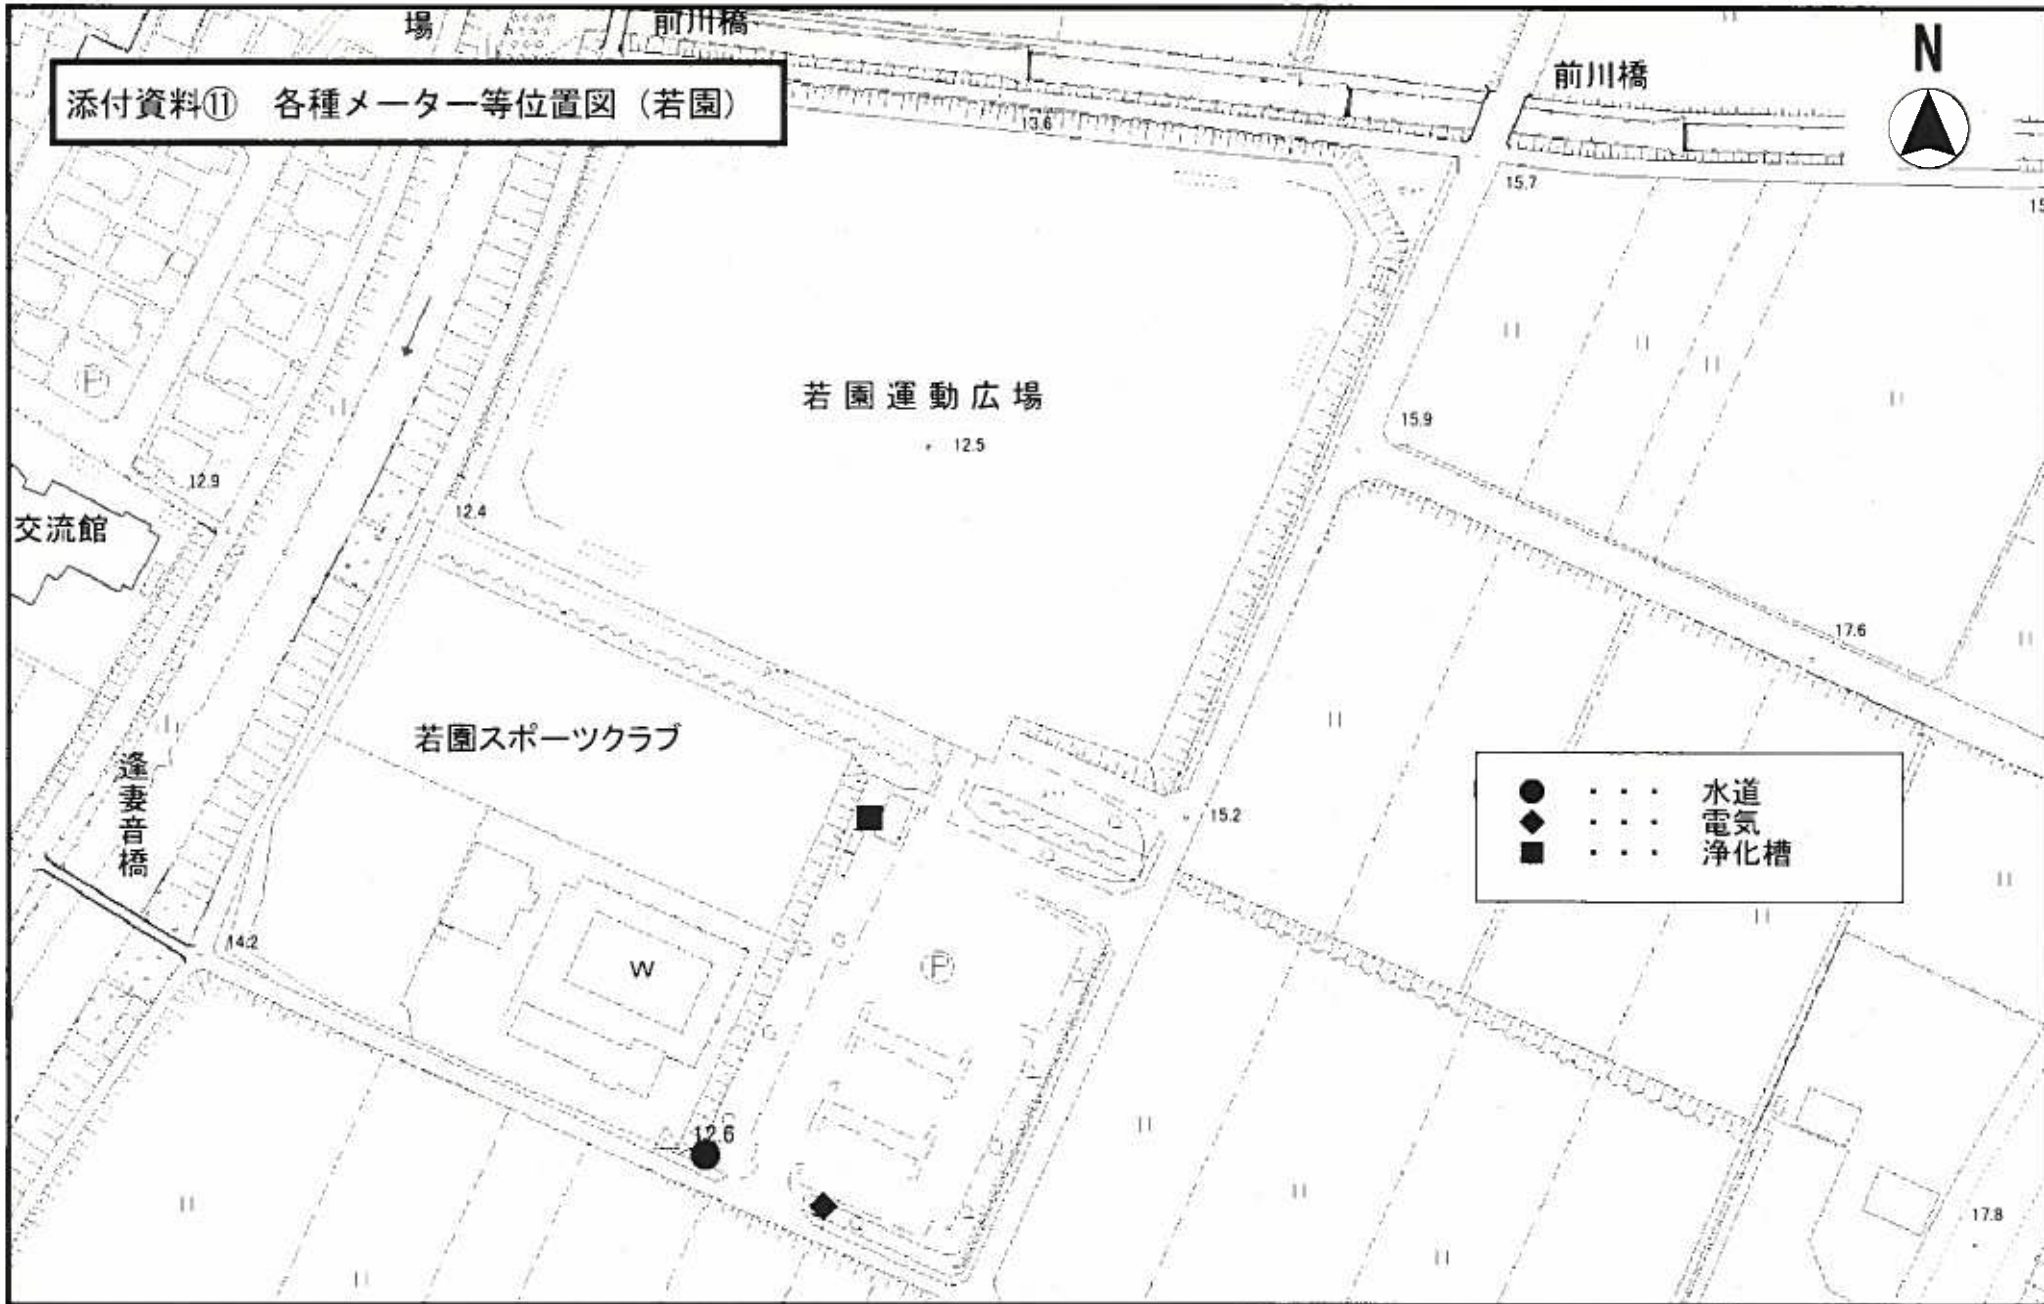 場
前川橋
前川橋
N
添付資料⑪ 各種メーター等位置図（若園）
13.6
15.7
15
若園運動広場
12.5
15.9
P
12.9
12.4
交流館
17.6
若園スポーツクラブ
逢妻音橋
15.2
● ・・・ 水道
◆ ・・・ 電気
■ ・・・ 浄化槽
14.2
W
P
12.6
17.8